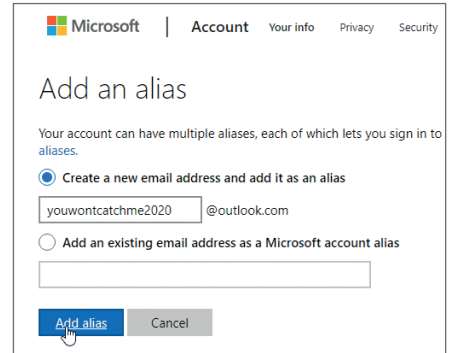 Microsoft | Account Your info Privacy Security
Add an alias
Your account can have multiple aliases, each of which lets you sign in to
aliases.
Create a new email address and add it as an alias
youwontcatchme2020 @outlook.com
Add an existing email address as a Microsoft account alias
Add alias Cancel